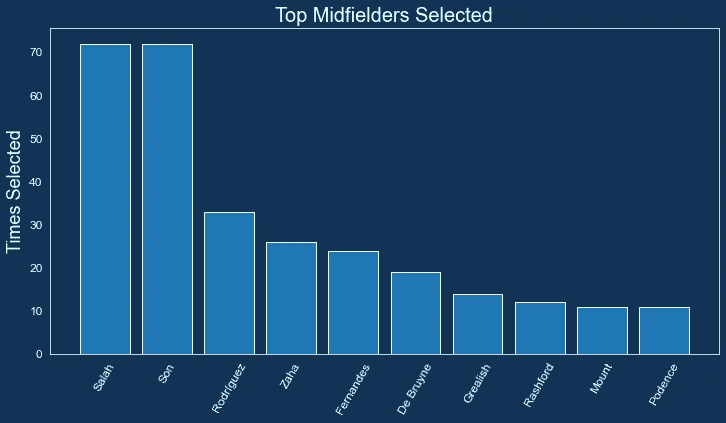 Top Midfielders Selected
Times Selected
70
60
50
40
30
20
10
0
Salah
Son
Rodríguez
Zaha
Fernandes
De Bruyne
Grealish
Rashford
Mount
Podence